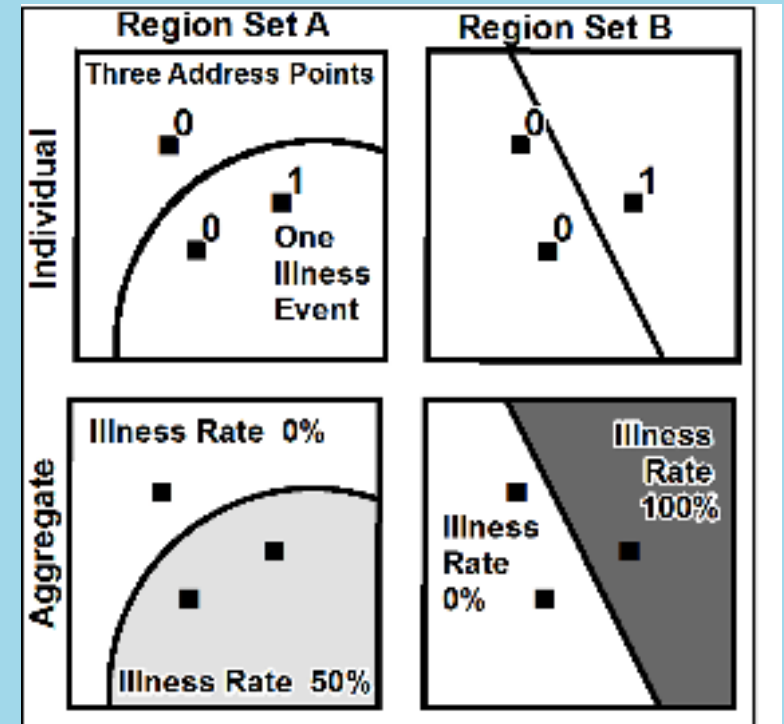 Region Set A
Region Set B
Individual
Three Address Points
0
1
0
One
Illness
Event
0
1
0
Aggregate
Illness Rate 0%
Illness Rate 50%
Illness
Rate
0%
Illness
Rate
100%